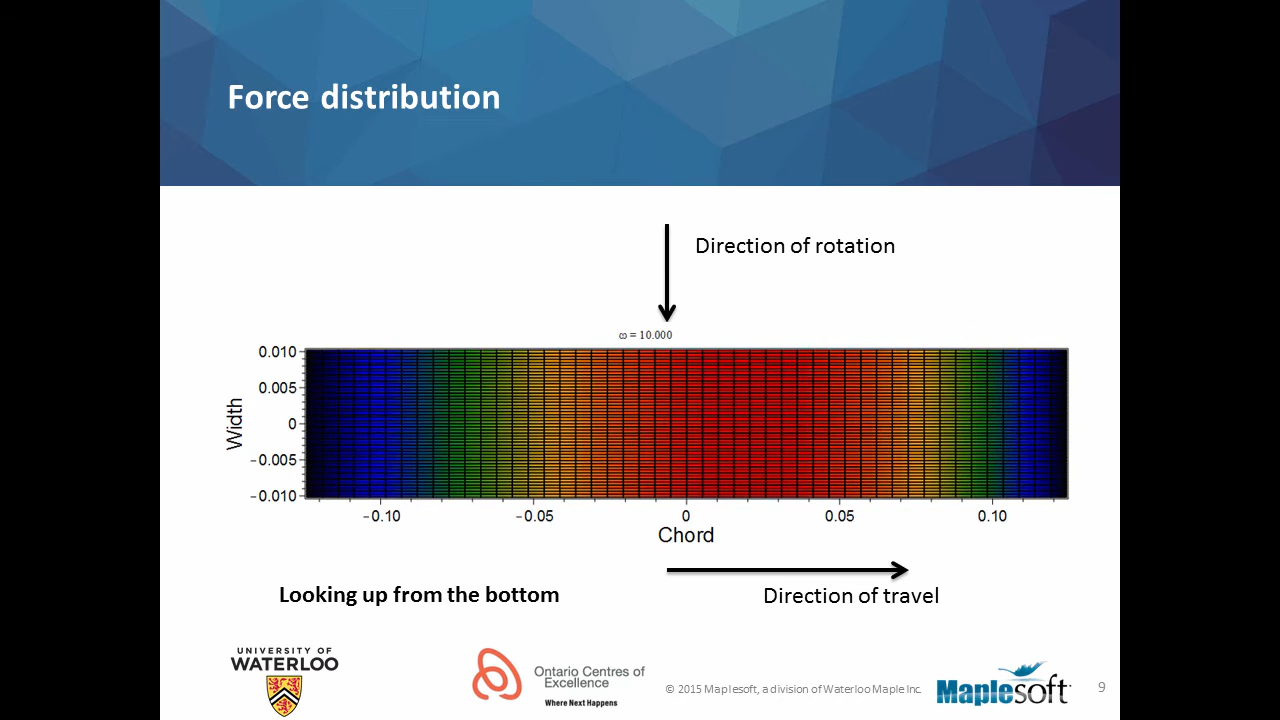 Force distribution
Direction of rotation
ω = 10.000
0.010
0.005
0
−0.005
−0.010
Width
−0.10
−0.05
0
0.05
0.10
Chord
Looking up from the bottom
Direction of travel
UNIVERSITY OF
WATERLOO
Ontario Centres of
Excellence
Where Next Happens
© 2015 Maplesoft, a division of Waterloo Maple Inc.
Maplesoft
9